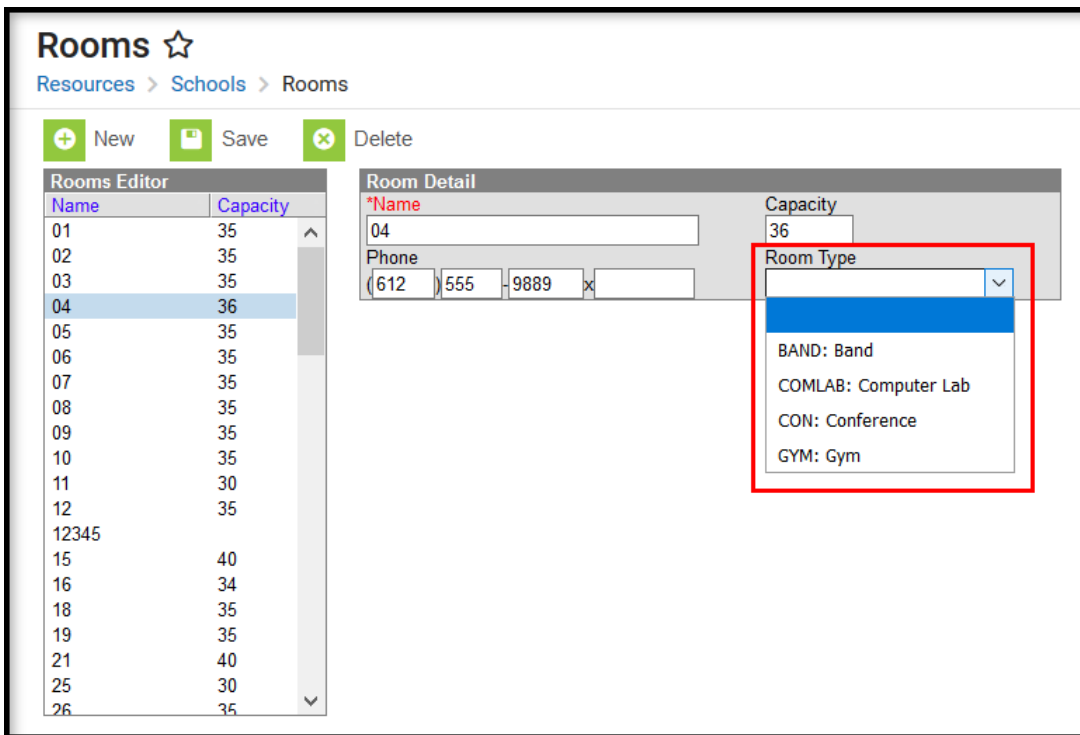 Rooms
Resources > Schools > Rooms
New Save Delete
Rooms Editor
Name Capacity
01 35
02 35
03 35
04 36
05 35
06 35
07 35
08 35
09 35
10 35
11 30
12 35
12345
15 40
16 34
18 35
19 35
21 40
25 30
26 35
Room Detail
*Name Capacity
04 36
Phone Room Type
(612 )555 -9889 x
BAND: Band
COMLAB: Computer Lab
CON: Conference
GYM: Gym